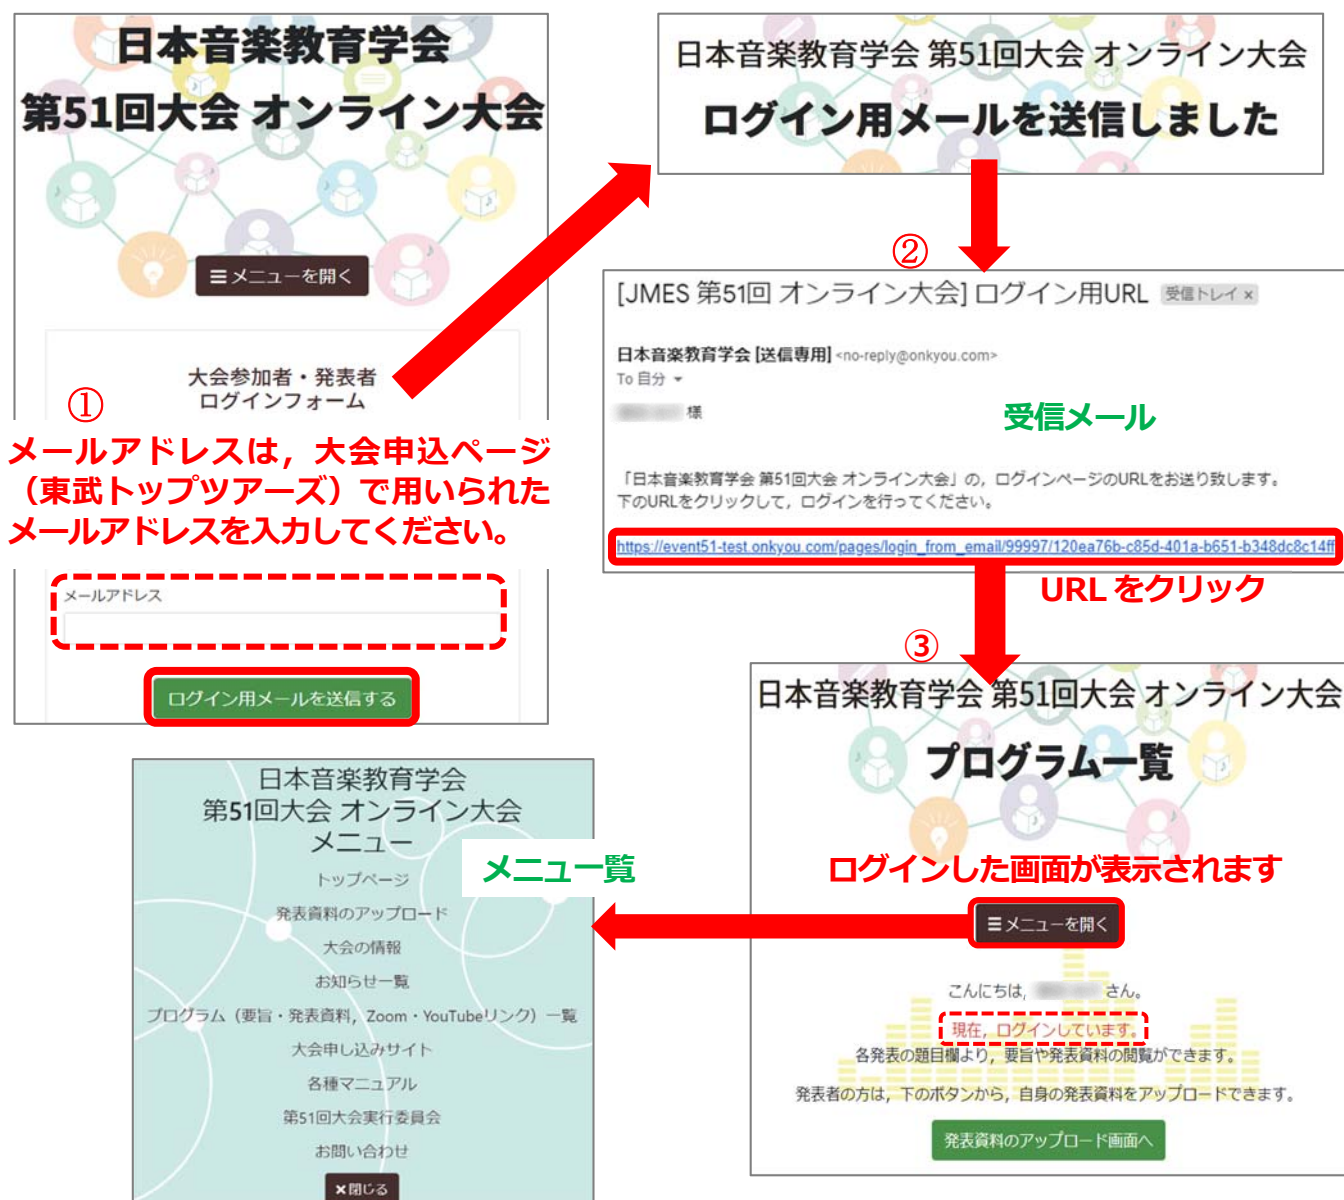 日本音楽教育学会
第51回大会 オンライン大会
☰メニューを開く
大会参加者・発表者
ログインフォーム
①
メールアドレスは，大会申込ページ
（東武トップツアーズ）で用いられた
メールアドレスを入力してください。
メールアドレス
ログイン用メールを送信する
日本音楽教育学会 第51回大会 オンライン大会
ログイン用メールを送信しました
②
[JMES 第51回 オンライン大会] ログイン用URL 受信トレイ ×
日本音楽教育学会 [送信専用] <no-reply@onkyou.com>
To 自分
様
受信メール
「日本音楽教育学会 第51回大会 オンライン大会」の，ログインページのURLをお送り致します。
下のURLをクリックして，ログインを行ってください。
https://event51-test.onkyou.com/pages/login_from_email/99997/120ea76b-c85d-401a-b651-b348dc8c14ff
URLをクリック
③
日本音楽教育学会 第51回大会 オンライン大会
プログラム一覧
ログインした画面が表示されます
☰メニューを開く
こんにちは， さん。
現在，ログインしています。
各発表の題目欄より，要旨や発表資料の閲覧ができます。
発表者の方は，下のボタンから，自身の発表資料をアップロードできます。
発表資料のアップロード画面へ
日本音楽教育学会
第51回大会 オンライン大会
メニュー
メニュー覧
トップページ
発表資料のアップロード
大会の情報
お知らせ一覧
プログラム（要旨・発表資料，Zoom・YouTubeリンク）一覧
大会申し込みサイト
各種マニュアル
第51回大会実行委員会
お問い合わせ
×閉じる